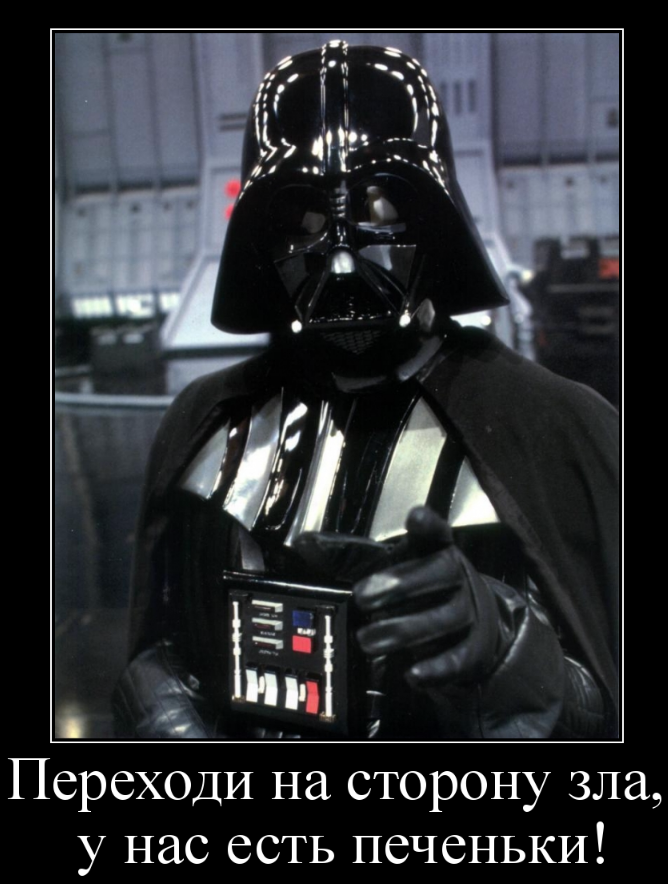 Переходи на сторону зла,
у нас есть печеньки!